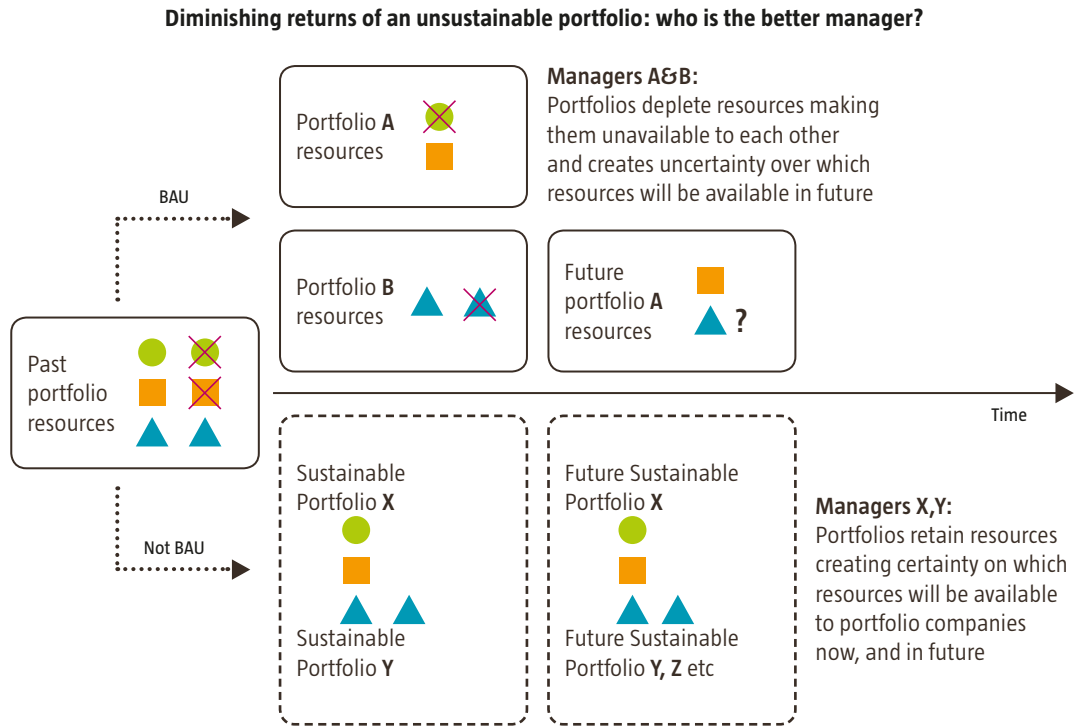 Diminishing returns of an unsustainable portfolio: who is the better manager?
Portfolio A
resources
Managers A&B:
Portfolios deplete resources making
them unavailable to each other
and creates uncertainty over which
resources will be available in future
BAU
Portfolio B
resources
Future
portfolio A
resources
?
Past
portfolio
resources
Time
Not BAU
Sustainable
Portfolio X
Sustainable
Portfolio Y
Future Sustainable
Portfolio X
Future Sustainable
Portfolio Y, Z etc
Managers X,Y:
Portfolios retain resources
creating certainty on which
resources will be available
to portfolio companies
now, and in future